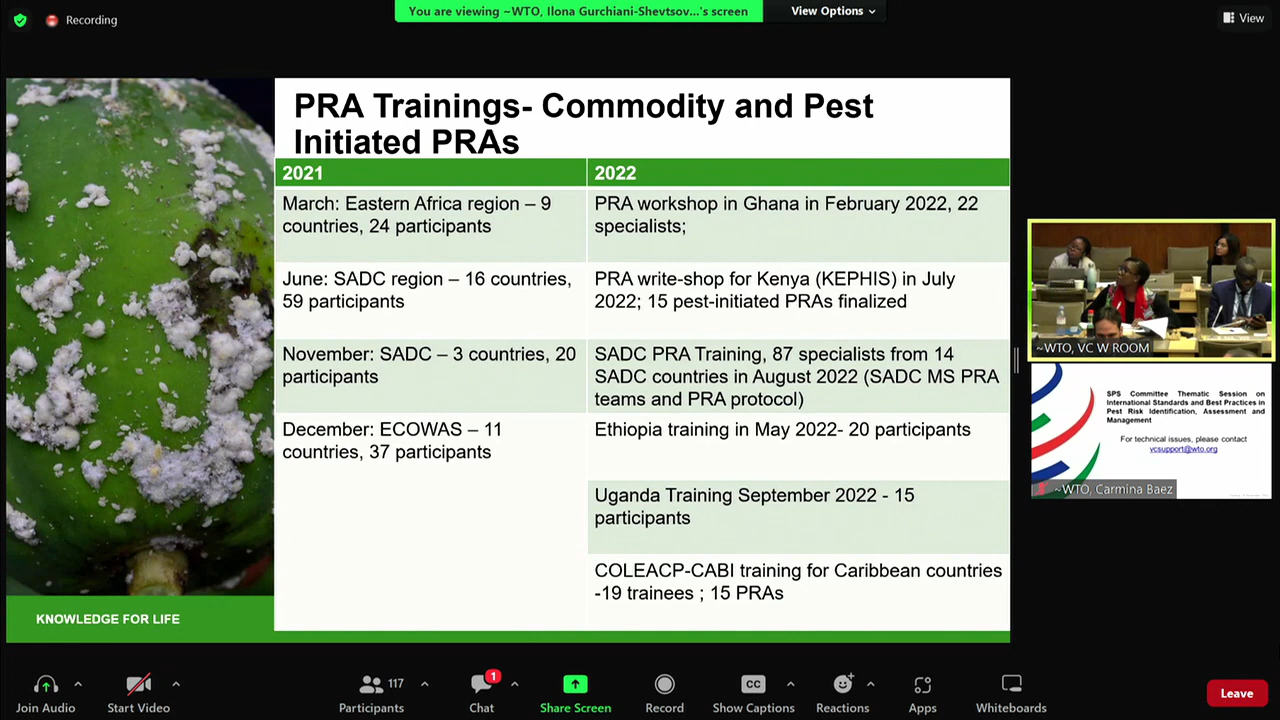 Recording
You are viewing ~WTO, Ilona Gurchiani-Shevtsov...'s screen
View Options
View
PRA Trainings- Commodity and Pest
Initiated PRAs
2021
2022
March: Eastern Africa region – 9
countries, 24 participants
PRA workshop in Ghana in February 2022, 22
specialists;
June: SADC region – 16 countries,
59 participants
PRA write-shop for Kenya (KEPHIS) in July
2022; 15 pest-initiated PRAs finalized
November: SADC – 3 countries, 20
participants
SADC PRA Training, 87 specialists from 14
SADC countries in August 2022 (SADC MS PRA
teams and PRA protocol)
December: ECOWAS – 11
countries, 37 participants
Ethiopia training in May 2022- 20 participants
Uganda Training September 2022 - 15
participants
COLEACP-CABI training for Caribbean countries
-19 trainees ; 15 PRAs
KNOWLEDGE FOR LIFE
~WTO, VC W ROOM
SPS Committee Thematic Session on
International Standards and Best Practices in
Pest Risk Identification, Assessment and
Management
For technical issues, please contact
vcsupport@wto.org
~WTO, Carmina Baez
Join Audio
Start Video
117
Participants
1
Chat
Share Screen
Record
CC
Show Captions
Reactions
Apps
Whiteboards
Leave